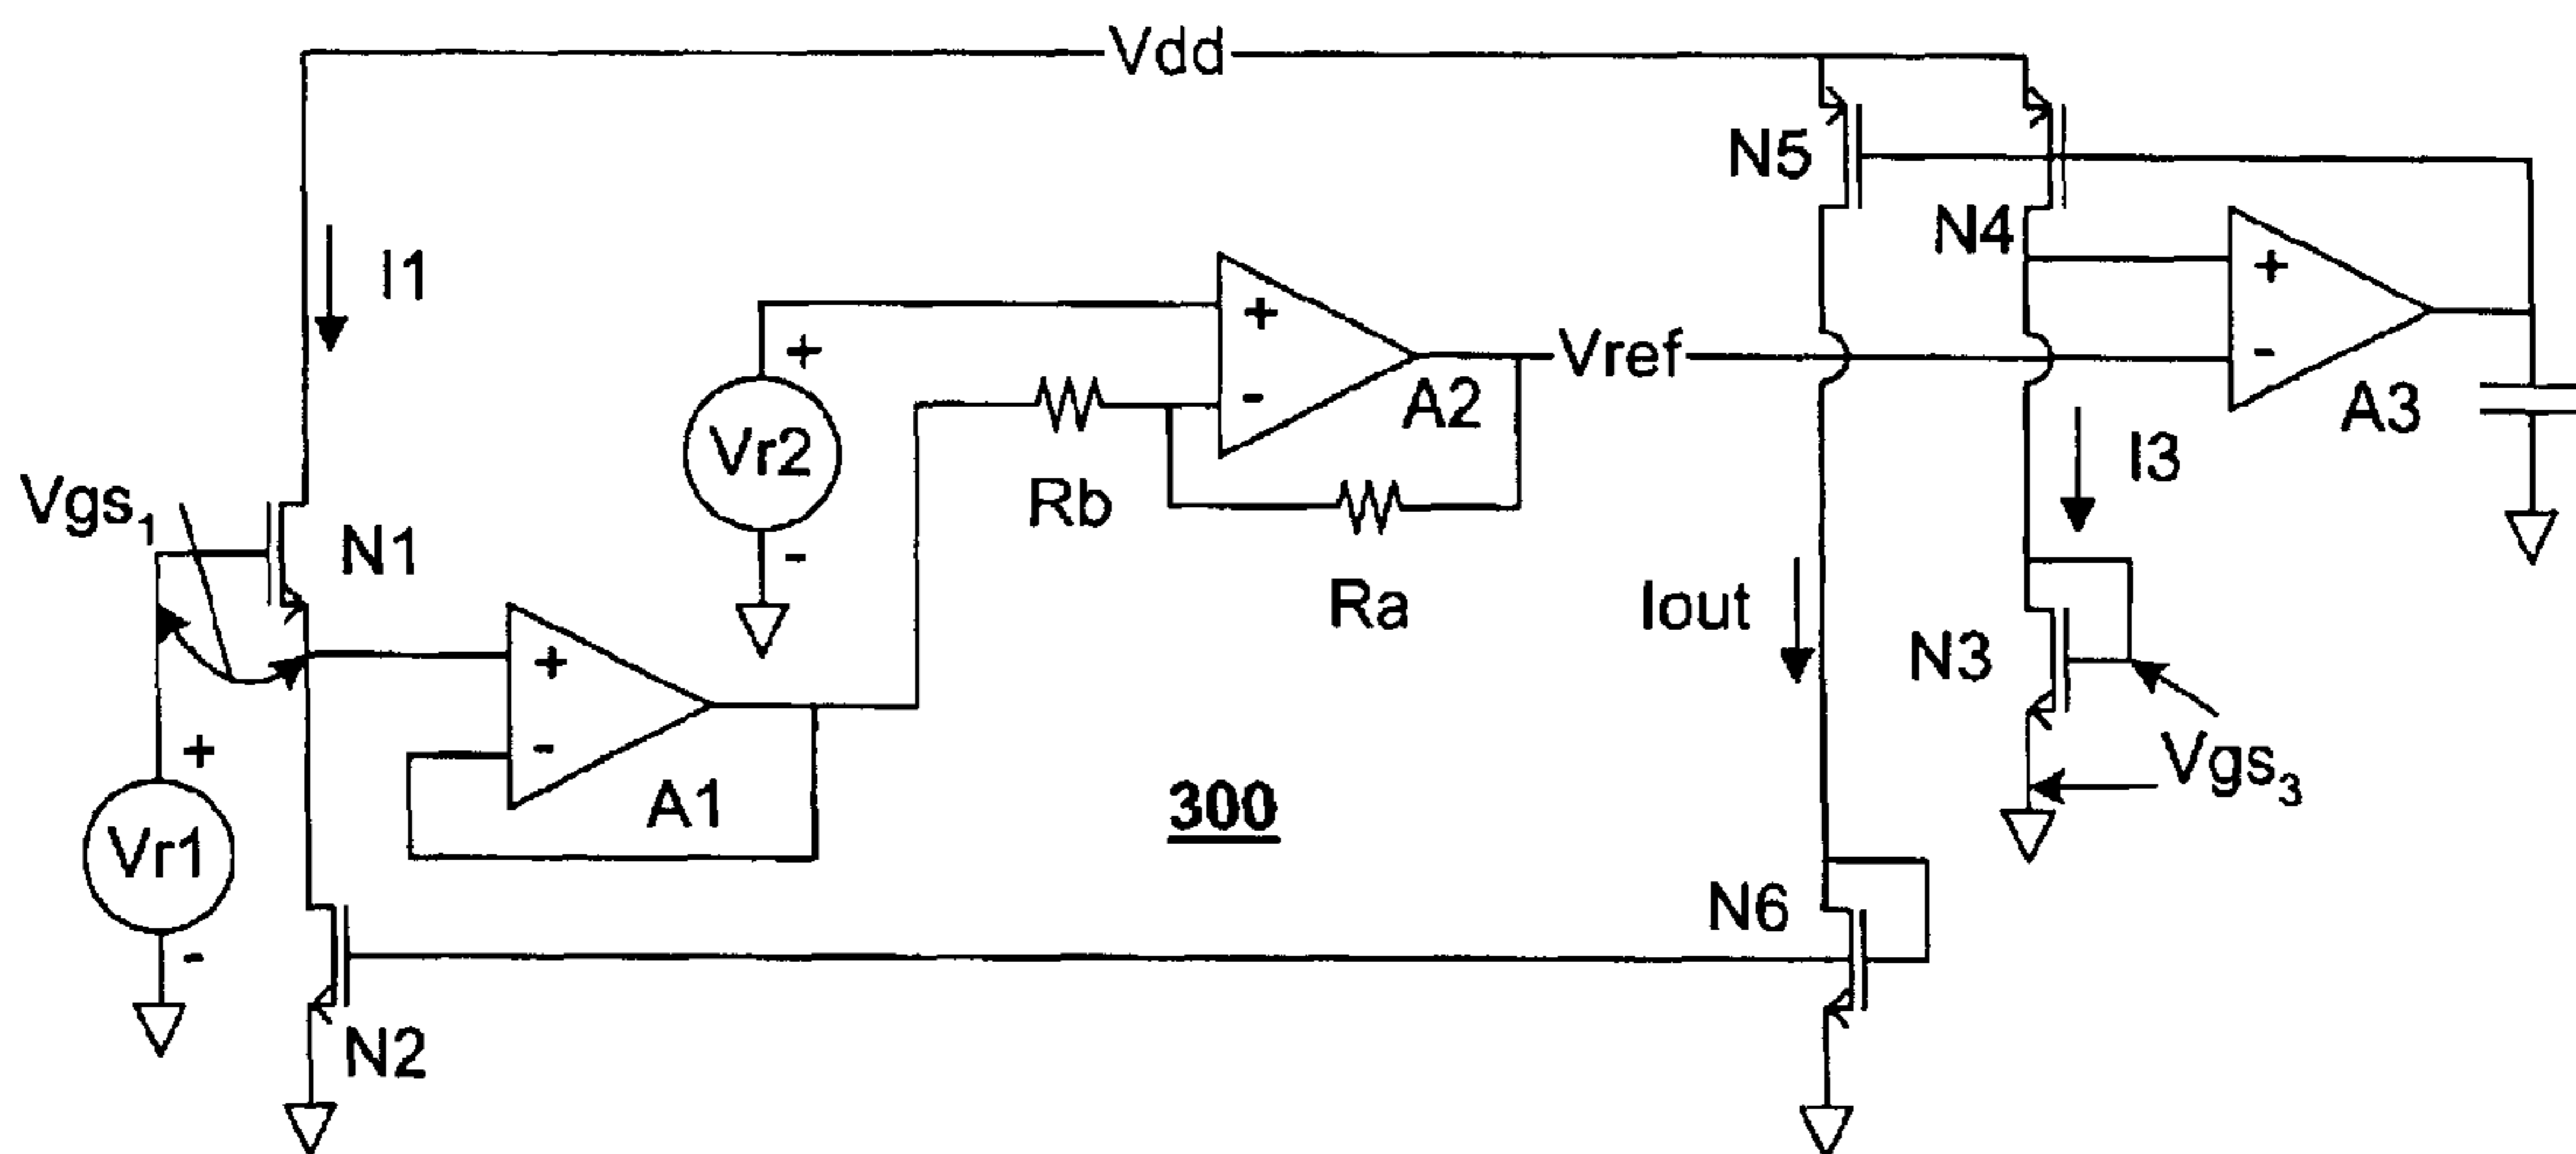 Vdd
N5
N4
I1
+
-
A3
+
-
A2
Vref
+
Vr2
-
Rb
Ra
I3
Vgs1
N1
Iout
N3
Vgs3
+
-
A1
300
+
Vr1
-
N6
N2